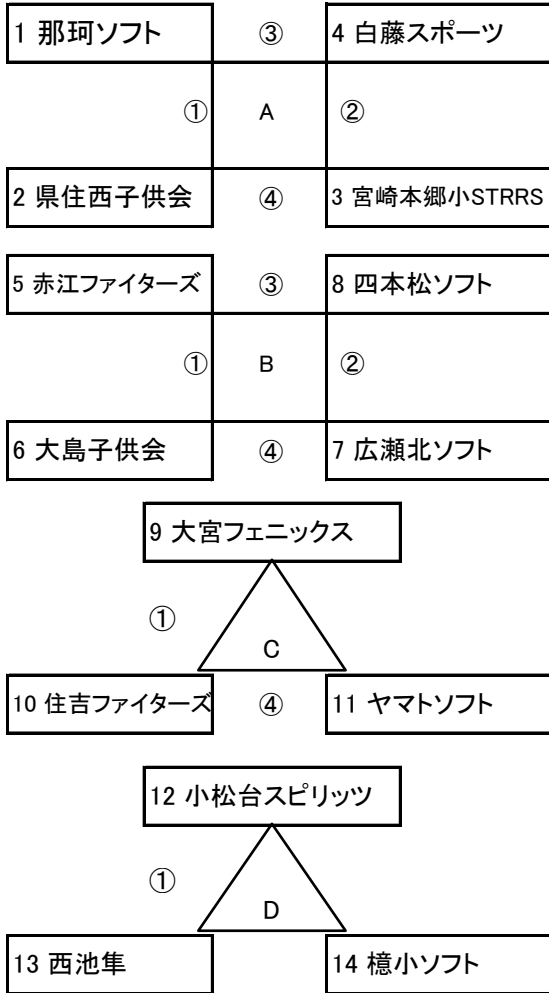 1 那珂ソフト ③ 4 白藤スポーツ
① A ②
2 県住西子供会 ④ 3 宮崎本郷小STRRS
5 赤江ファイターズ ③ 8 四本松ソフト
① B ②
6 大島子供会 ④ 7 広瀬北ソフト
9 大宮フェニックス
①
C
10 住吉ファイターズ ④ 11 ヤマトソフト
12 小松台スピリッツ
①
D
13 西池隼 14 檍小ソフト